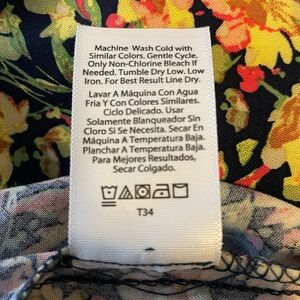 Machine Wash Cold with
Similar Colors. Gentle Cycle.
Only Non-Chlorine Bleach If
Needed. Tumble Dry Low. Low
Iron. For Best Result Line Dry.
Lavar A Máquina Con Agua
Fria Y Con Colores Similares.
Ciclo Delicado. Usar
Solamente Blanqueador Sin
Cloro Si Se Necesita. Secar En
Máquina A Temperatura Baja.
Planchar A Temperatura Baja.
Para Mejores Resultados,
Secar Colgado.
T34